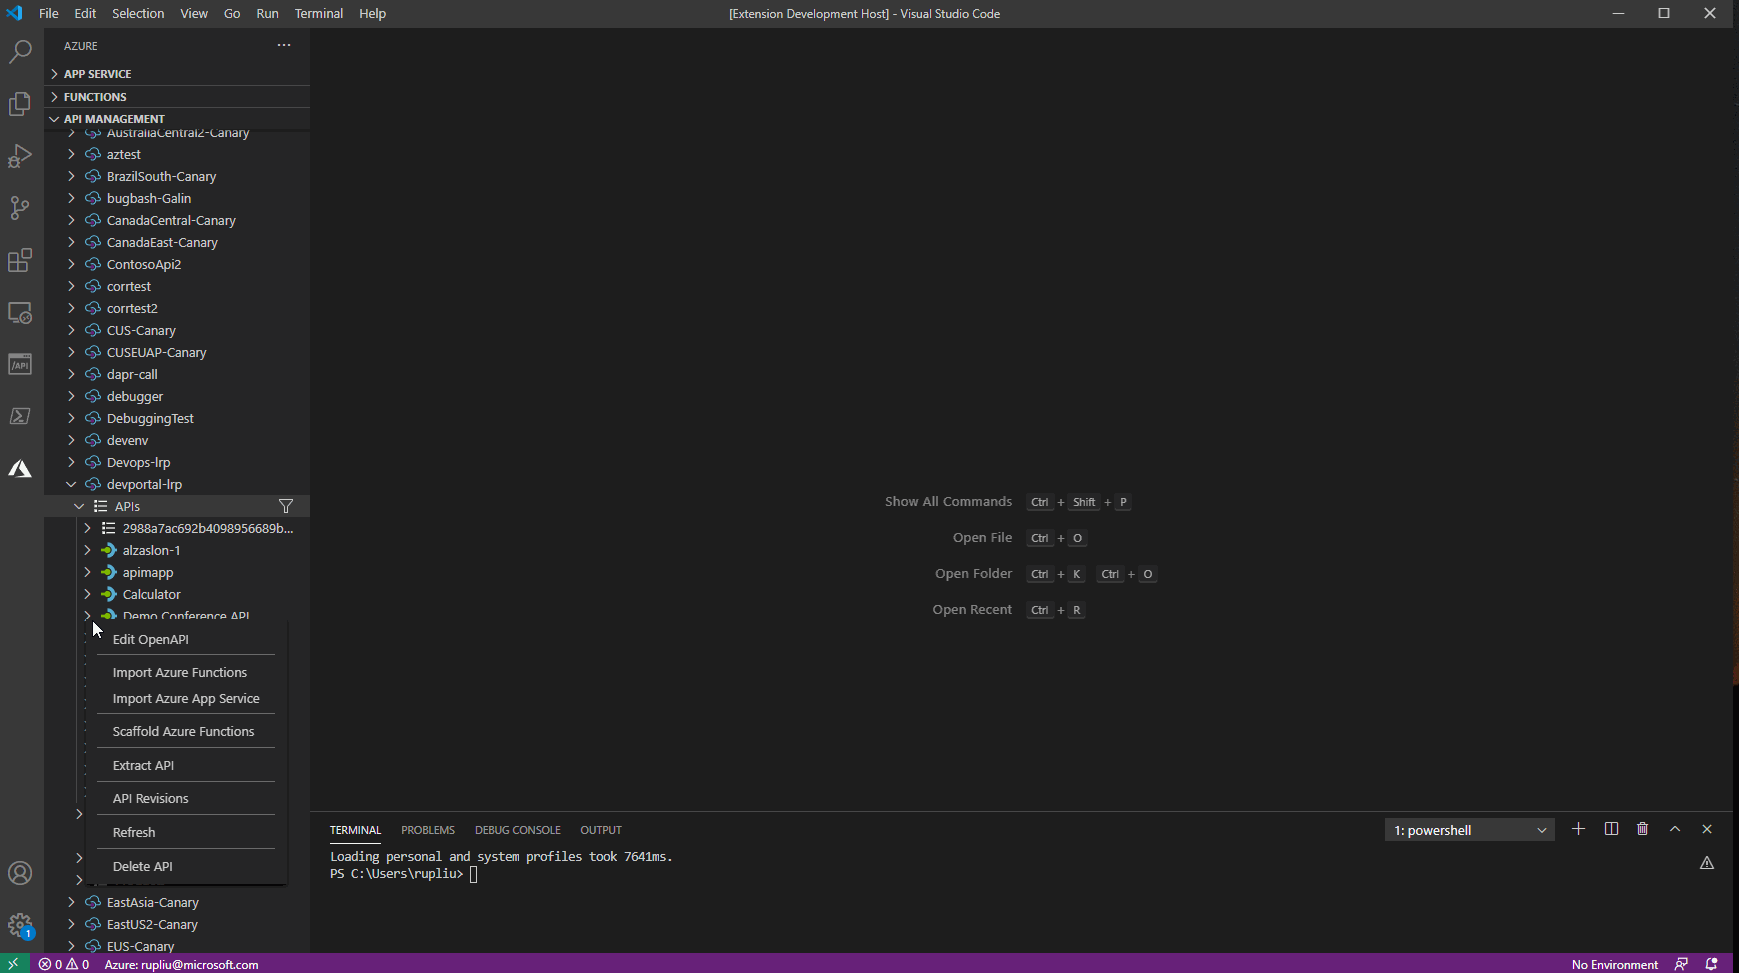 File Edit Selection View Go Run Terminal Help
[Extension Development Host] - Visual Studio Code
AZURE
APP SERVICE
FUNCTIONS
API MANAGEMENT
AustraliaCentral2-Canary
aztest
BrazilSouth-Canary
bugbash-Galin
CanadaCentral-Canary
CanadaEast-Canary
ContosoApi2
corrtest
corrtest2
CUS-Canary
CUSEUAP-Canary
dapr-call
debugger
DebuggingTest
devenv
Devops-lrp
devportal-lrp
APIs
2988a7ac692b4098956689b...
alzaslon-1
apimapp
Calculator
Demo Conference API
Edit OpenAPI
Import Azure Functions
Import Azure App Service
Scaffold Azure Functions
Extract API
API Revisions
Refresh
Delete API
EastAsia-Canary
EastUS2-Canary
EUS-Canary
Show All Commands Ctrl + Shift + P
Open File Ctrl + O
Open Folder Ctrl + K Ctrl + O
Open Recent Ctrl + R
TERMINAL PROBLEMS DEBUG CONSOLE OUTPUT
1: powershell
Loading personal and system profiles took 7641ms.
PS C:\Users\rupliu>
/API
1
0 0 Azure: rupliu@microsoft.com
No Environment